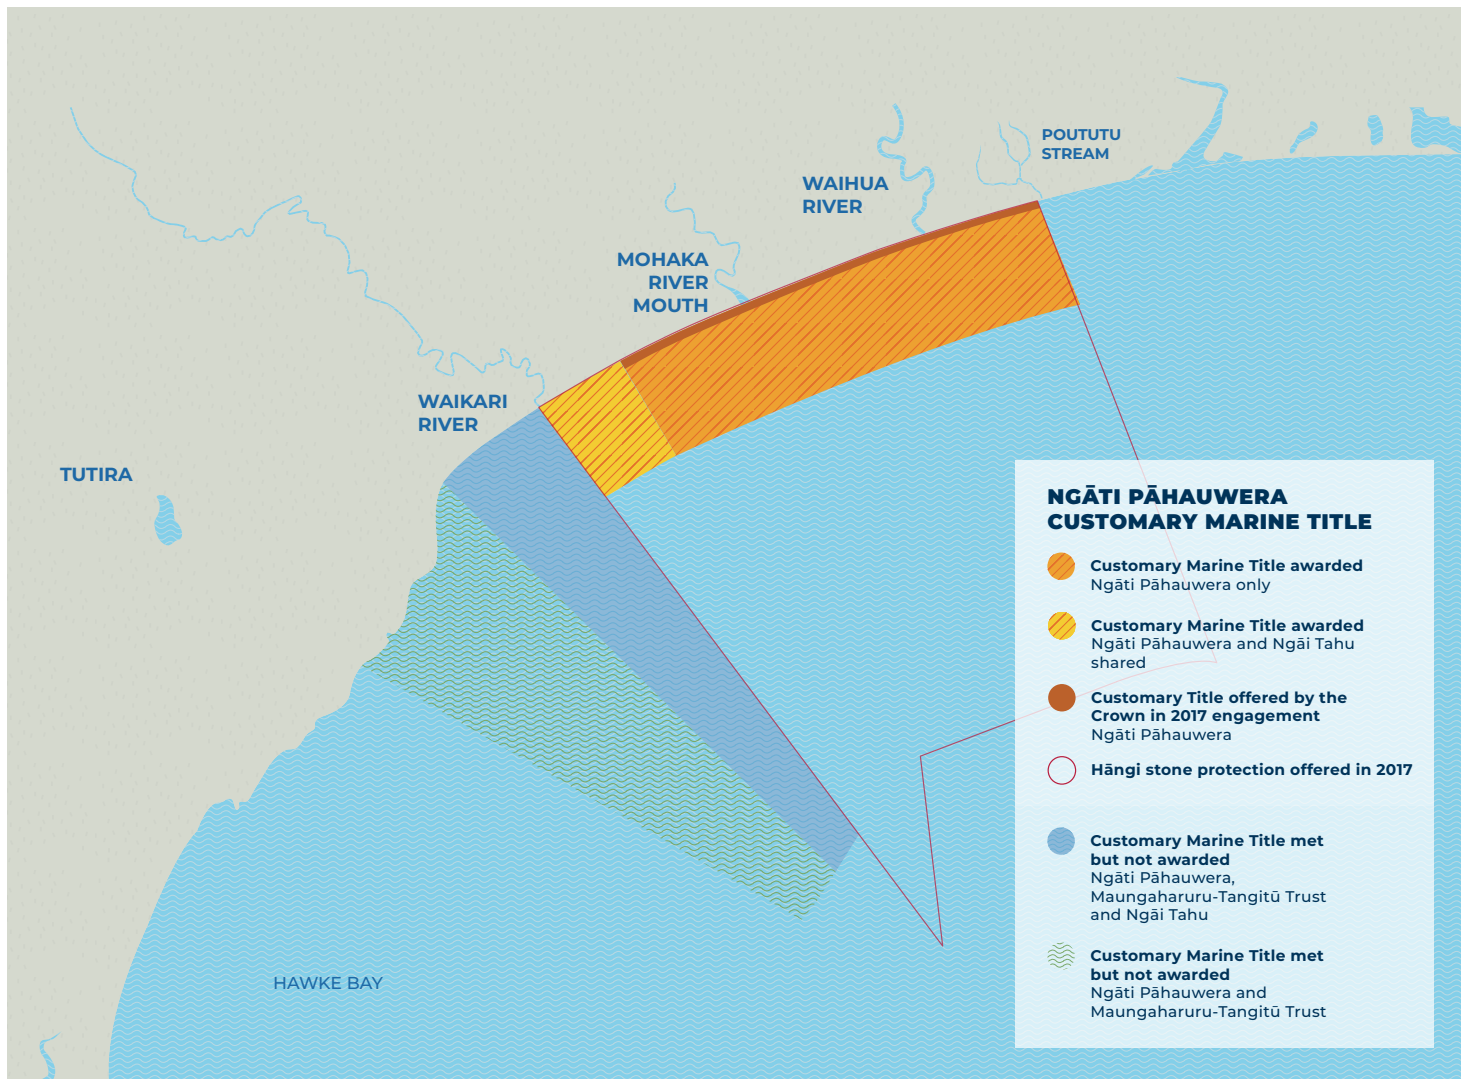 POUTUTU
STREAM
WAIHUA
RIVER
MOHAKA
RIVER
MOUTH
WAIKARI
RIVER
TUTIRA
HAWKE BAY
NGĀTI PĀHAUWERA
CUSTOMARY MARINE TITLE
Customary Marine Title awarded
Ngāti Pāhauwera only
Customary Marine Title awarded
Ngāti Pāhauwera and Ngāi Tahu
shared
Customary Title offered by the
Crown in 2017 engagement
Ngāti Pāhauwera
Hāngi stone protection offered in 2017
Customary Marine Title met
but not awarded
Ngāti Pāhauwera,
Maungaharuru-Tangitū Trust
and Ngāi Tahu
Customary Marine Title met
but not awarded
Ngāti Pāhauwera and
Maungaharuru-Tangitū Trust